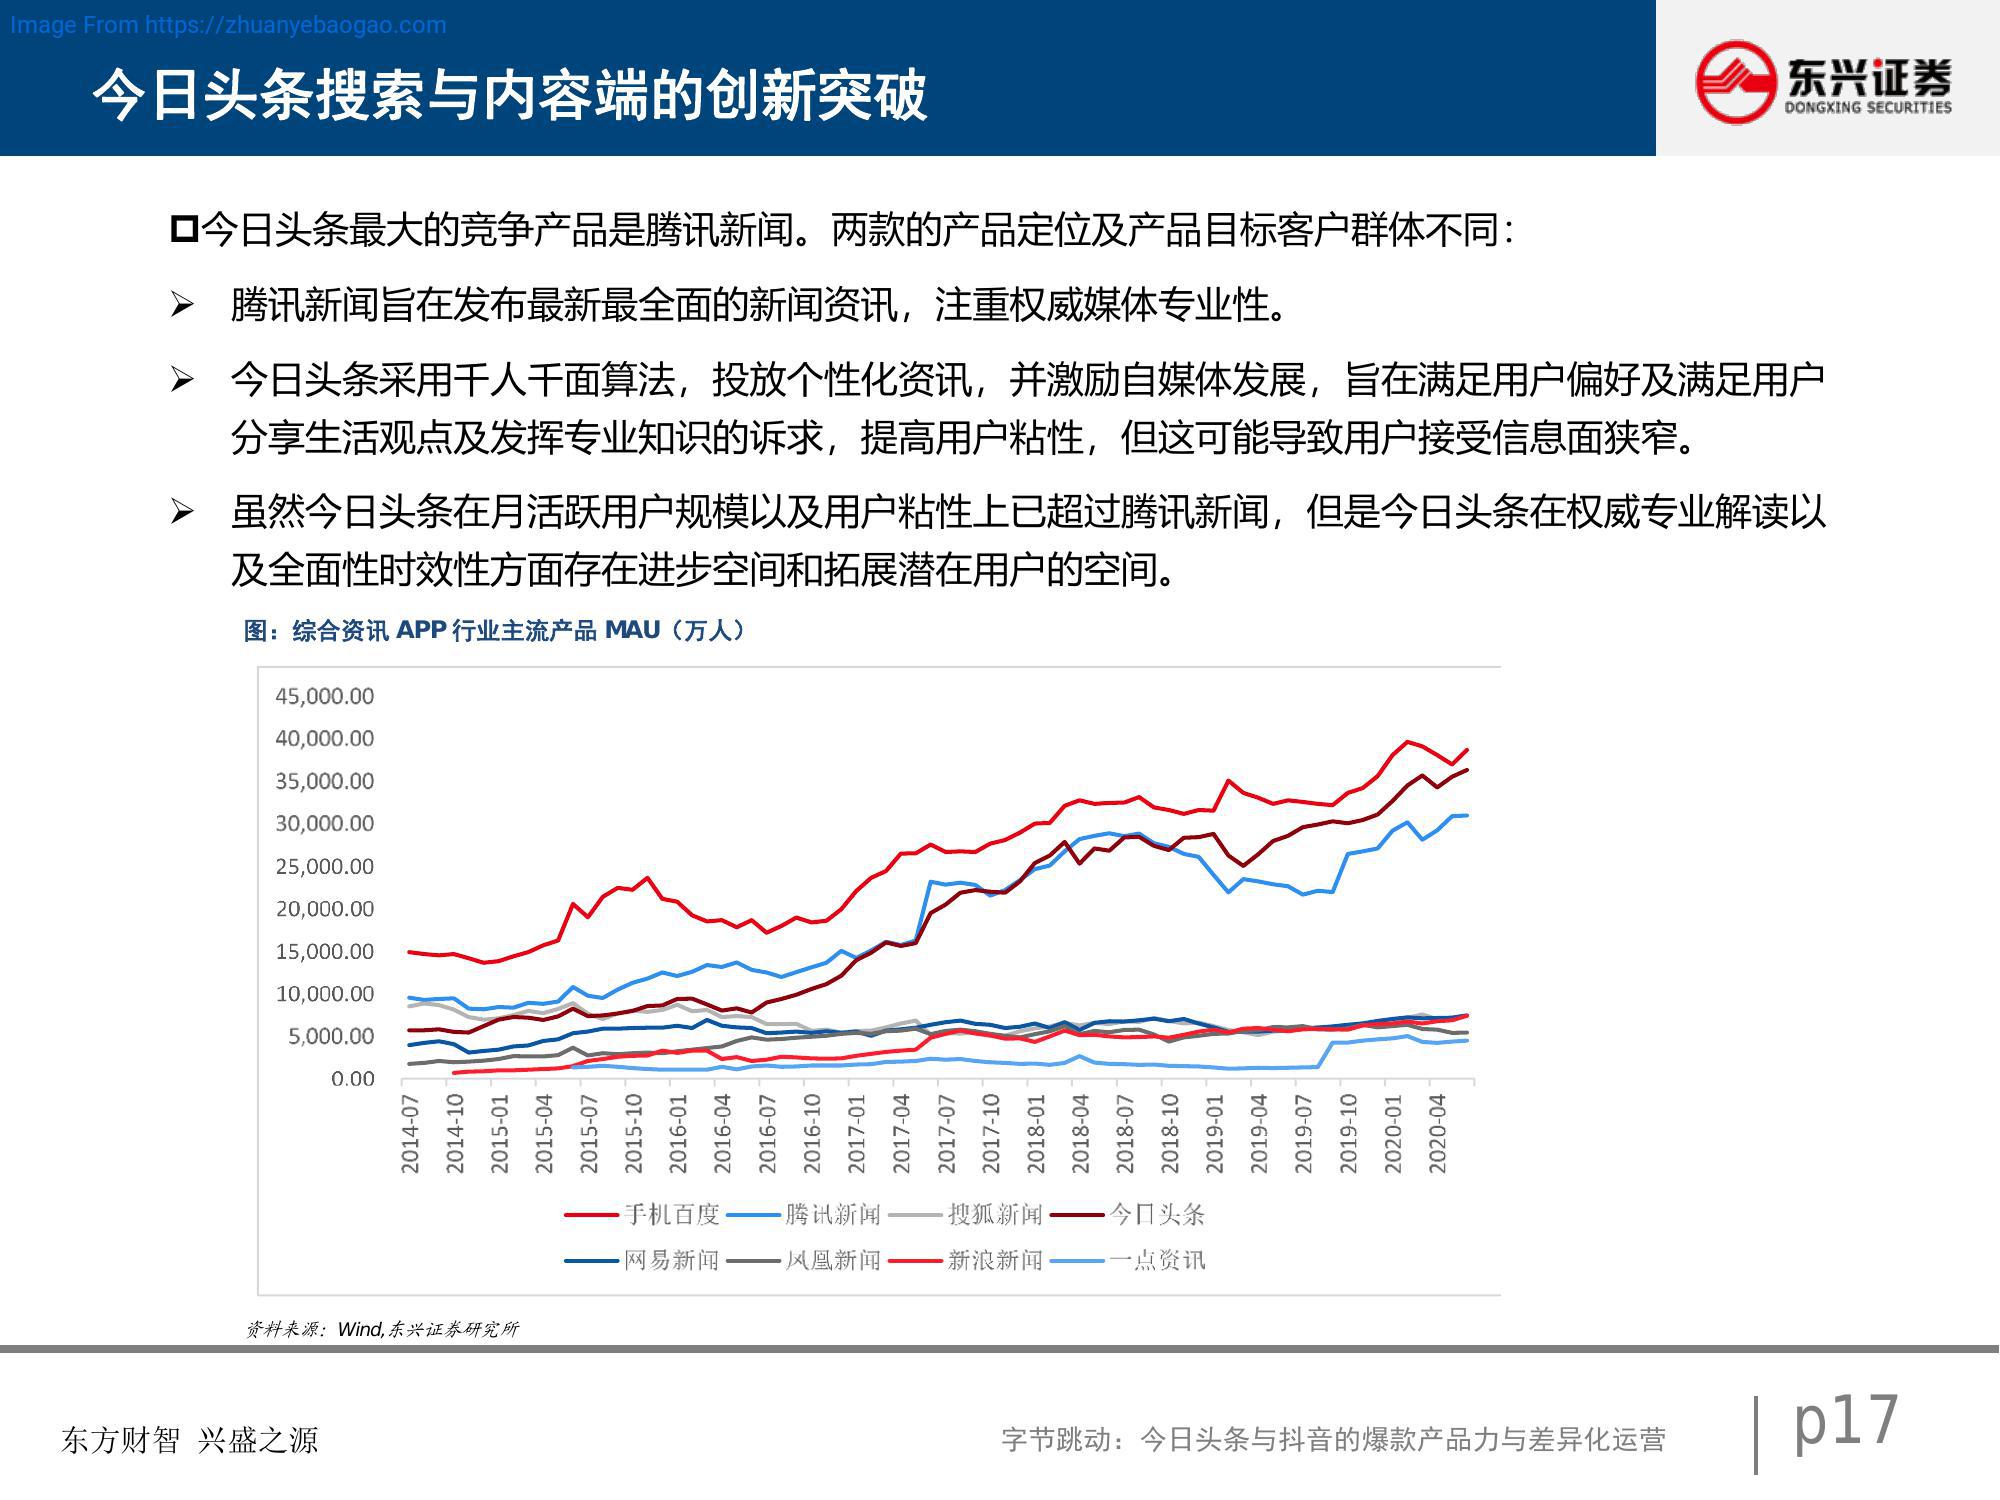 Image From https://zhuanyebaogao.com
今日头条搜索与内容端的创新突破
东兴证券
DONGXING SECURITIES
今日头条最大的竞争产品是腾讯新闻。两款的产品定位及产品目标客户群体不同：
腾讯新闻旨在发布最新最全面的新闻资讯，注重权威媒体专业性。
今日头条采用千人千面算法，投放个性化资讯，并激励自媒体发展，旨在满足用户偏好及满足用户
分享生活观点及发挥专业知识的诉求，提高用户粘性，但这可能导致用户接受信息面狭窄。
虽然今日头条在月活跃用户规模以及用户粘性上已超过腾讯新闻，但是今日头条在权威专业解读以
及全面性时效性方面存在进步空间和拓展潜在用户的空间。
图：综合资讯 APP 行业主流产品 MAU（万人）
45,000.00
40,000.00
35,000.00
30,000.00
25,000.00
20,000.00
15,000.00
10,000.00
5,000.00
0.00
2014-07 2014-10 2015-01 2015-04 2015-07 2015-10 2016-01 2016-04 2016-07 2016-10 2017-01 2017-04 2017-07 2017-10 2018-01 2018-04 2018-07 2018-10 2019-01 2019-04 2019-07 2019-10 2020-01 2020-04
手机百度 腾讯新闻 搜狐新闻 今日头条
网易新闻 凤凰新闻 新浪新闻 一点资讯
资料来源：Wind,东兴证券研究所
东方财智 兴盛之源
字节跳动：今日头条与抖音的爆款产品力与差异化运营
p17